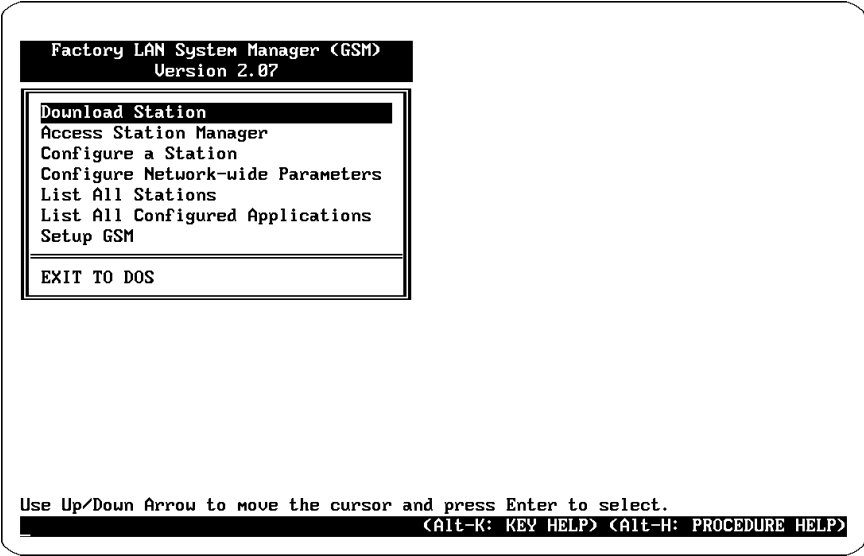 Factory LAN System Manager (GSM)
Version 2.07
Download Station
Access Station Manager
Configure a Station
Configure Network-wide Parameters
List All Stations
List All Configured Applications
Setup GSM
EXIT TO DOS
Use Up/Down Arrow to move the cursor and press Enter to select.
_ (Alt-K: KEY HELP) (Alt-H: PROCEDURE HELP)